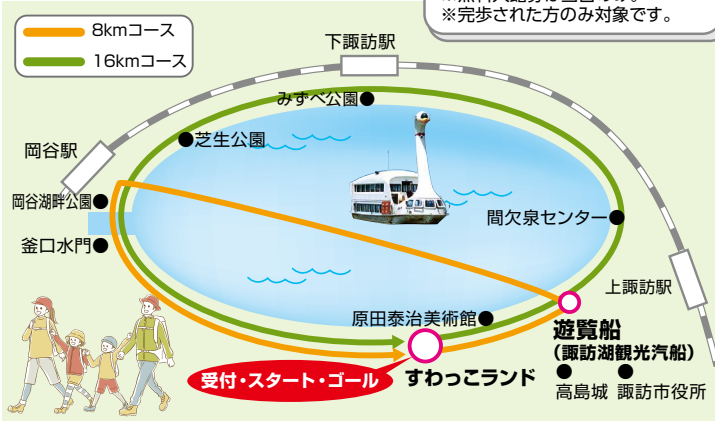 8kmコース
16kmコース
※完歩された方のみ対象です。
下諏訪駅
みずべ公園
芝生公園
岡谷駅
岡谷湖畔公園
釜口水門
間欠泉センター
上諏訪駅
原田泰治美術館
遊覧船
(諏訪湖観光汽船)
受付・スタート・ゴール
すわっこランド
高島城
諏訪市役所